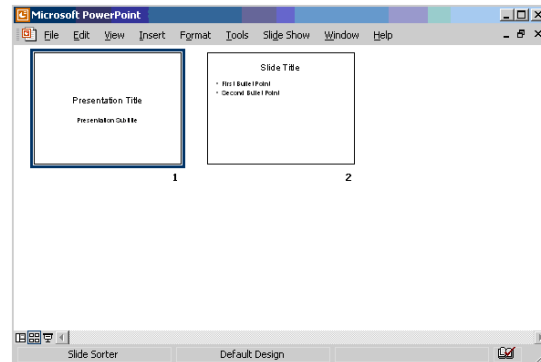 Microsoft PowerPoint
File Edit View Insert Format Tools Slide Show Window Help
Presentation Title
Presentation Subtitle
1
Slide Title
• First Bullet Point
• Second Bullet Point
2
Slide Sorter Default Design